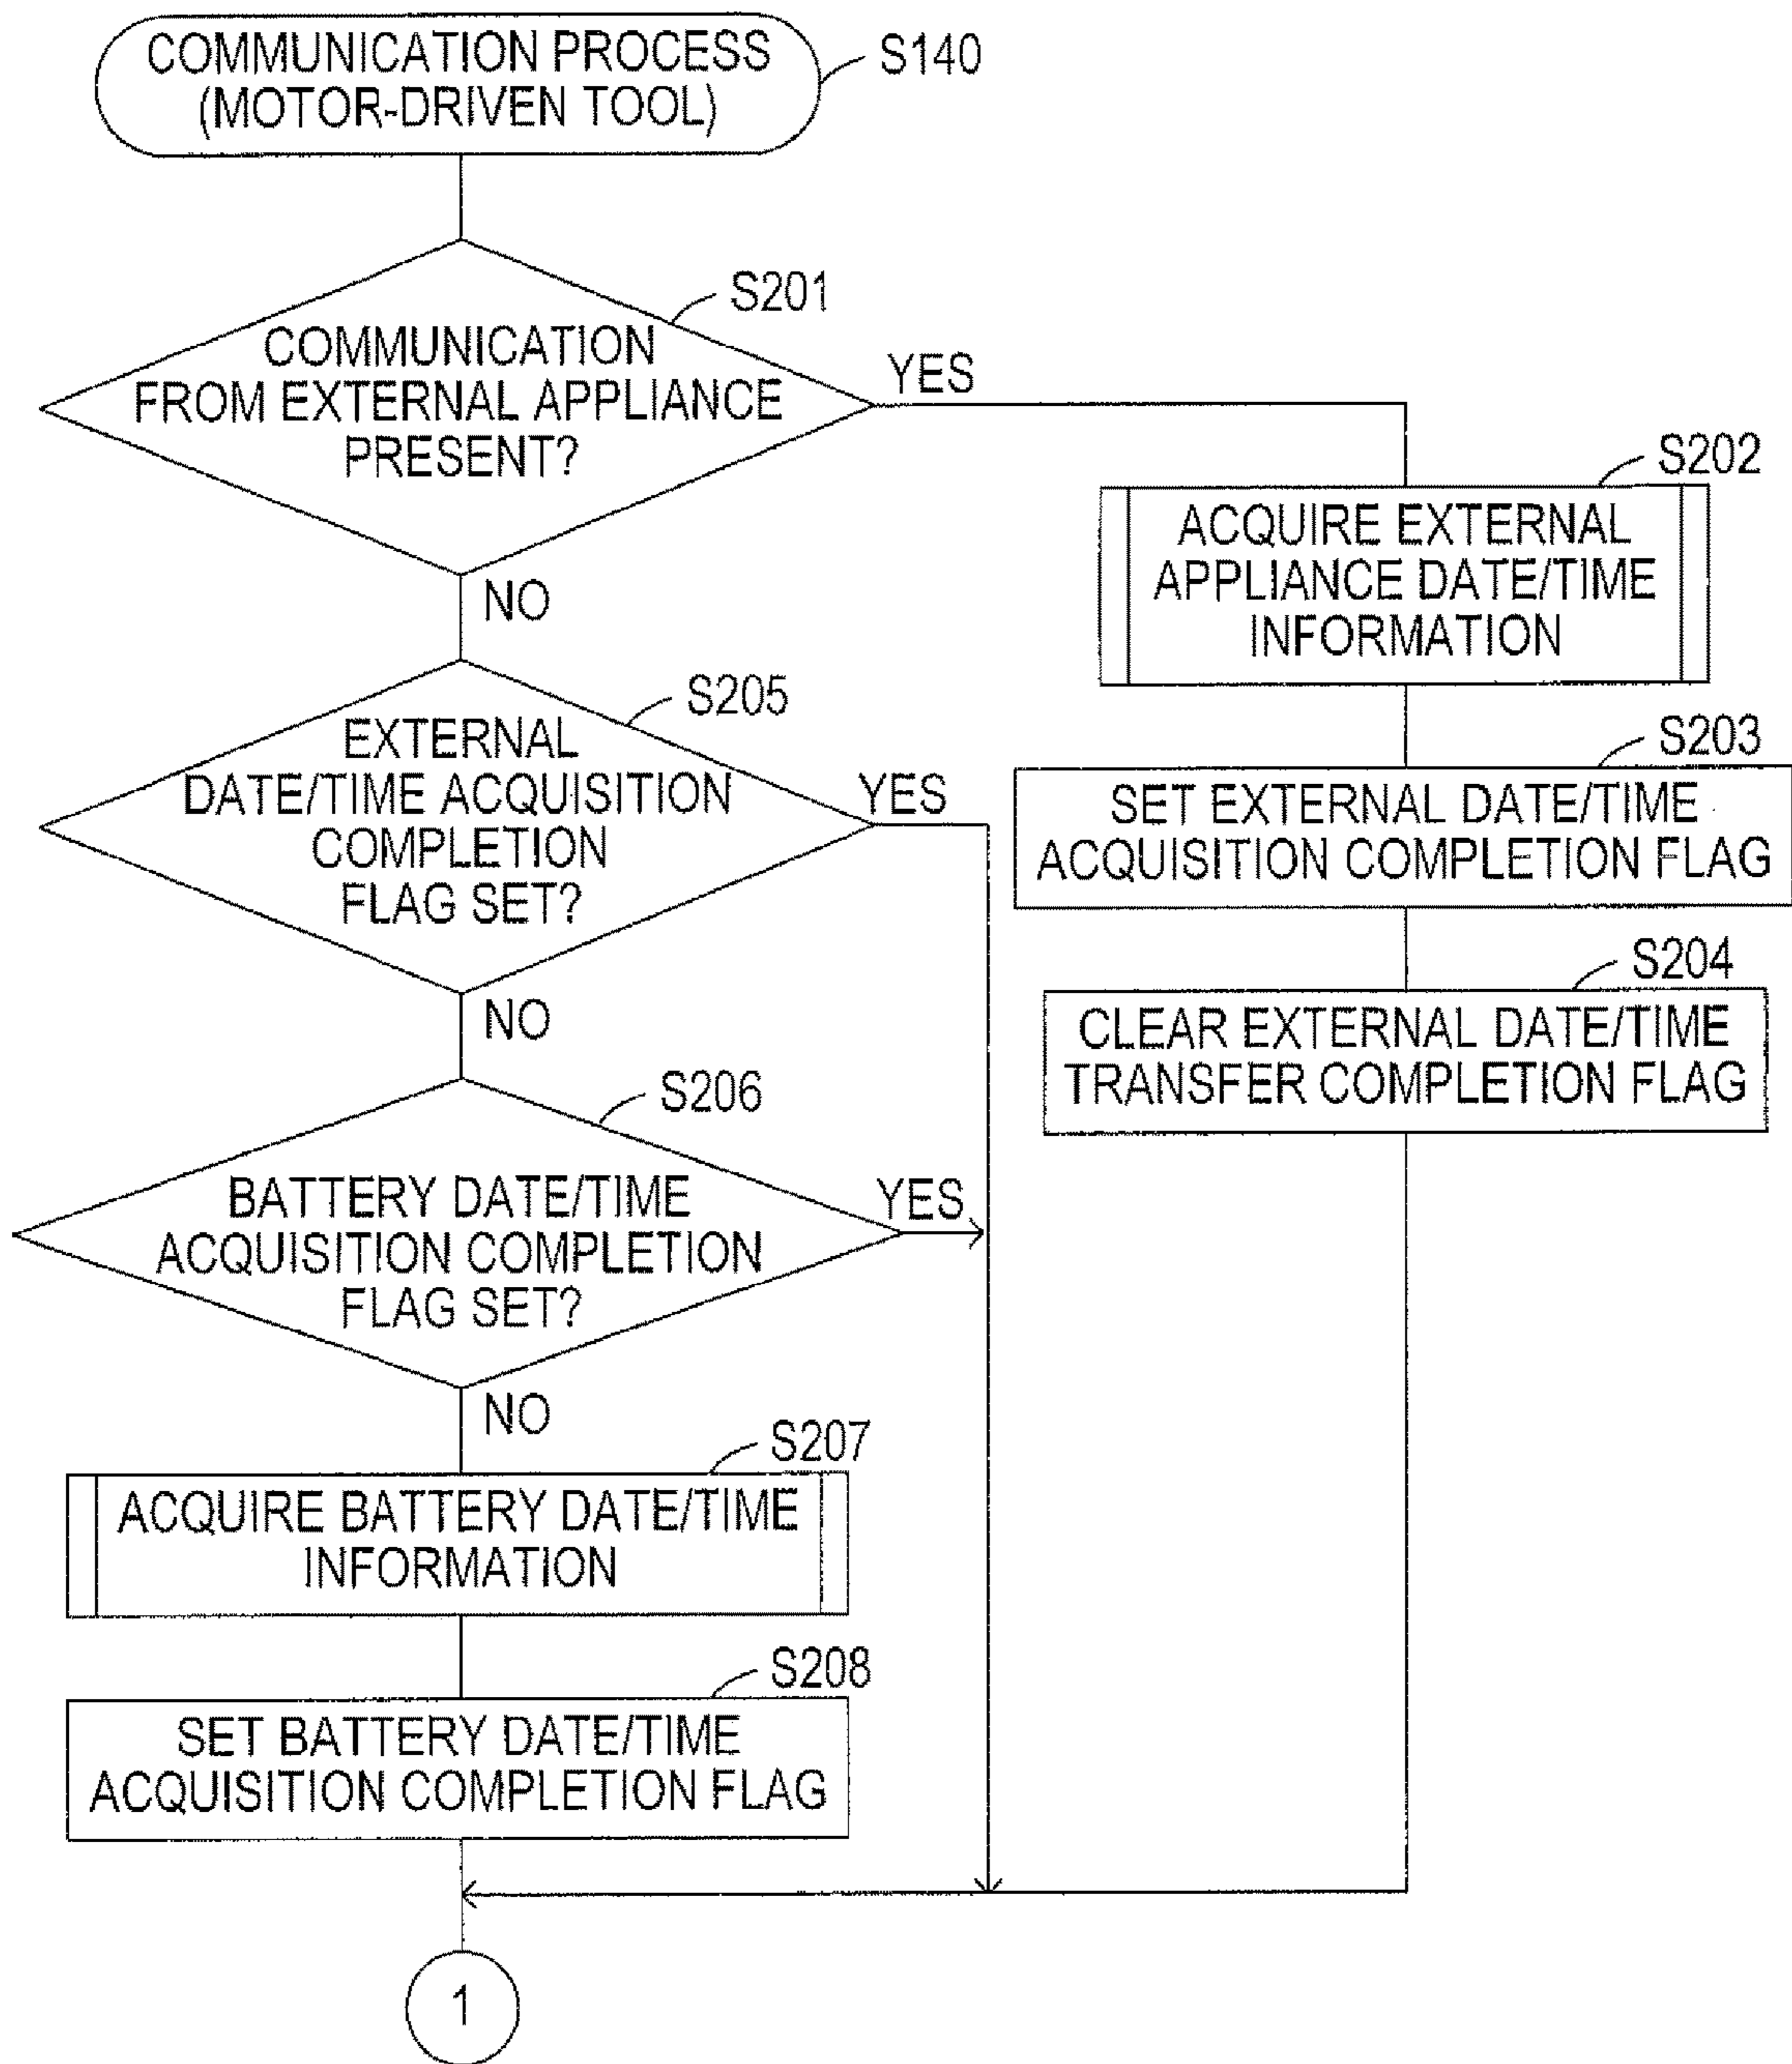 COMMUNICATION PROCESS
(MOTOR-DRIVEN TOOL)
S140
S201
COMMUNICATION
FROM EXTERNAL APPLIANCE
PRESENT?
YES
NO
S202
ACQUIRE EXTERNAL
APPLIANCE DATE/TIME
INFORMATION
S203
SET EXTERNAL DATE/TIME
ACQUISITION COMPLETION FLAG
S204
CLEAR EXTERNAL DATE/TIME
TRANSFER COMPLETION FLAG
S205
EXTERNAL
DATE/TIME ACQUISITION
COMPLETION
FLAG SET?
YES
NO
S206
BATTERY DATE/TIME
ACQUISITION COMPLETION
FLAG SET?
YES
NO
S207
ACQUIRE BATTERY DATE/TIME
INFORMATION
S208
SET BATTERY DATE/TIME
ACQUISITION COMPLETION FLAG
1